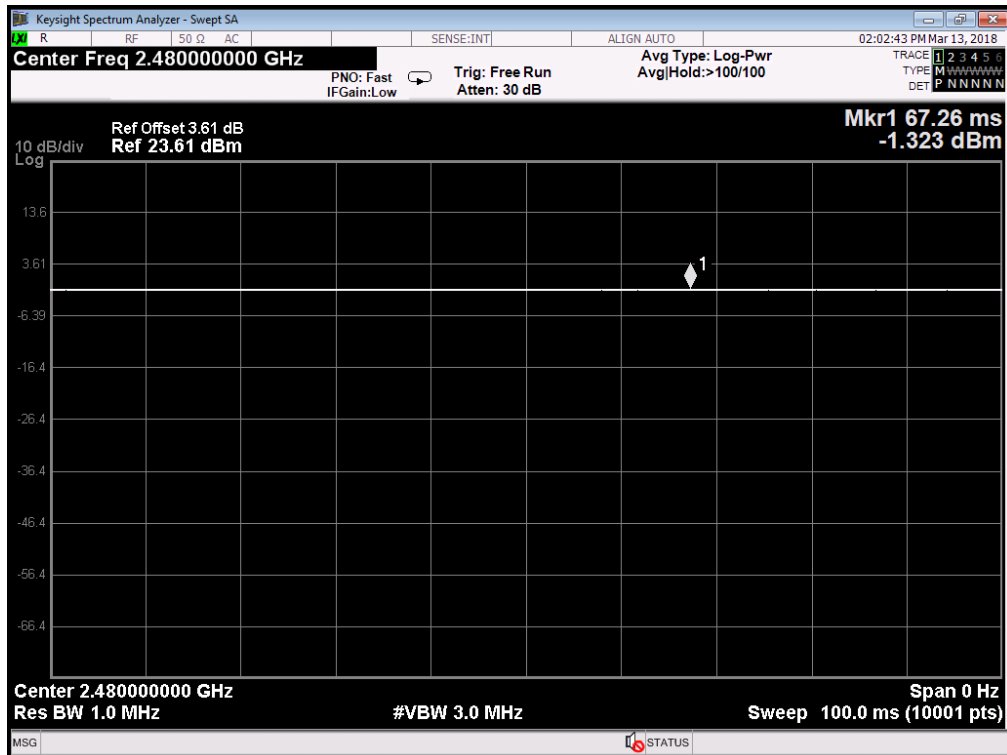 Keysight Spectrum Analyzer - Swept SA
LXI R RF 50 Ω AC SENSE:INT ALIGN AUTO 02:02:43 PM Mar 13, 2018
Center Freq 2.480000000 GHz
PNO: Fast
IFGain:Low
Trig: Free Run
Atten: 30 dB
Avg Type: Log-Pwr
Avg|Hold:>100/100
TRACE 1 2 3 4 5 6
TYPE M WWWWW
DET P N N N N N
Mkr1 67.26 ms
-1.323 dBm
Ref Offset 3.61 dB
10 dB/div Ref 23.61 dBm
Log
13.6
3.61
1
-6.39
-16.4
-26.4
-36.4
-46.4
-56.4
-66.4
Center 2.480000000 GHz Span 0 Hz
Res BW 1.0 MHz #VBW 3.0 MHz Sweep 100.0 ms (10001 pts)
MSG STATUS